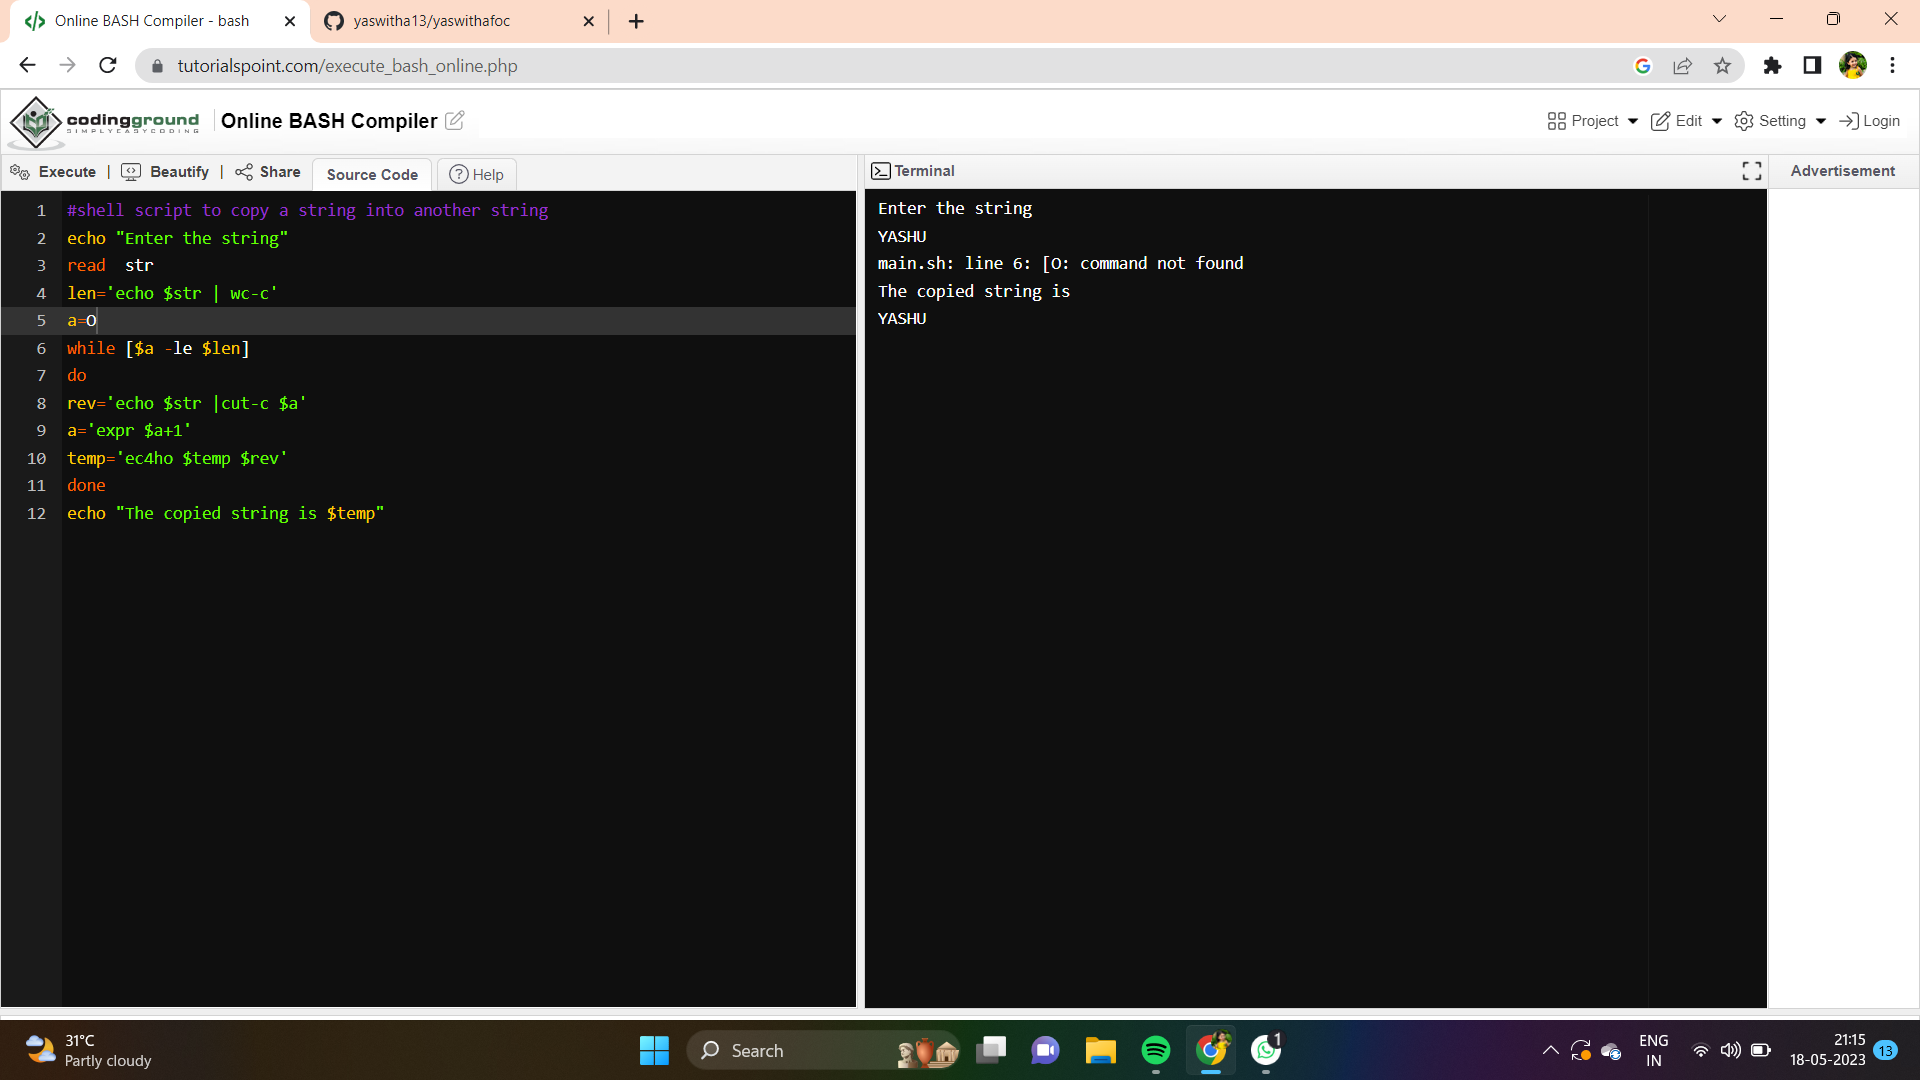 Online BASH Compiler - bash
yaswitha13/yaswithafoc
tutorialspoint.com/execute_bash_online.php
codingground
SIMPLYEASYCODING
Online BASH Compiler
Project
Edit
Setting
Login
Execute | Beautify | Share
Source Code
Help
Terminal
Advertisement
1 #shell script to copy a string into another string
2 echo "Enter the string"
3 read  str
4 len='echo $str | wc-c'
5 a=O
6 while [$a -le $len]
7 do
8 rev='echo $str |cut-c $a'
9 a='expr $a+1'
10 temp='ec4ho $temp $rev'
11 done
12 echo "The copied string is $temp"
Enter the string
YASHU
main.sh: line 6: [O: command not found
The copied string is
YASHU
31°C
Partly cloudy
Search
1
ENG
IN
21:15
18-05-2023
13